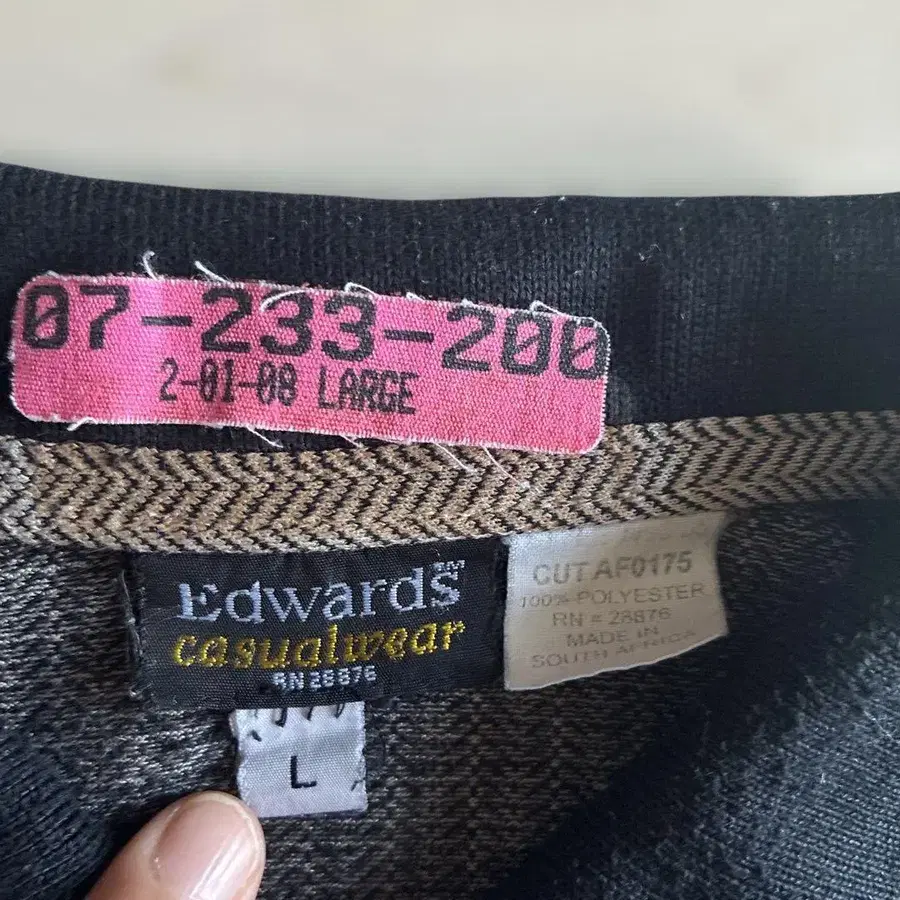 07-233-200
2-01-08 LARGE
Edwards
casualwear
RN 28876
CUT AF0175
100% POLYESTER
RN = 28876
MADE IN
SOUTH AFRICA
L